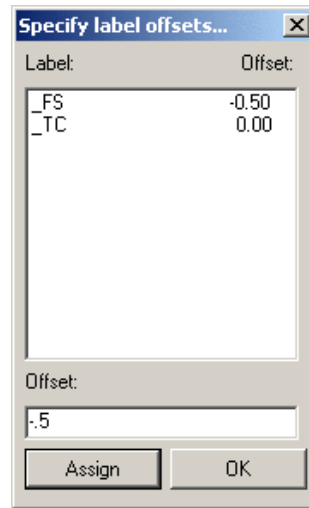 Specify label offsets...
Label: Offset:
_FS -0.50
_TC 0.00
Offset:
-.5
Assign OK